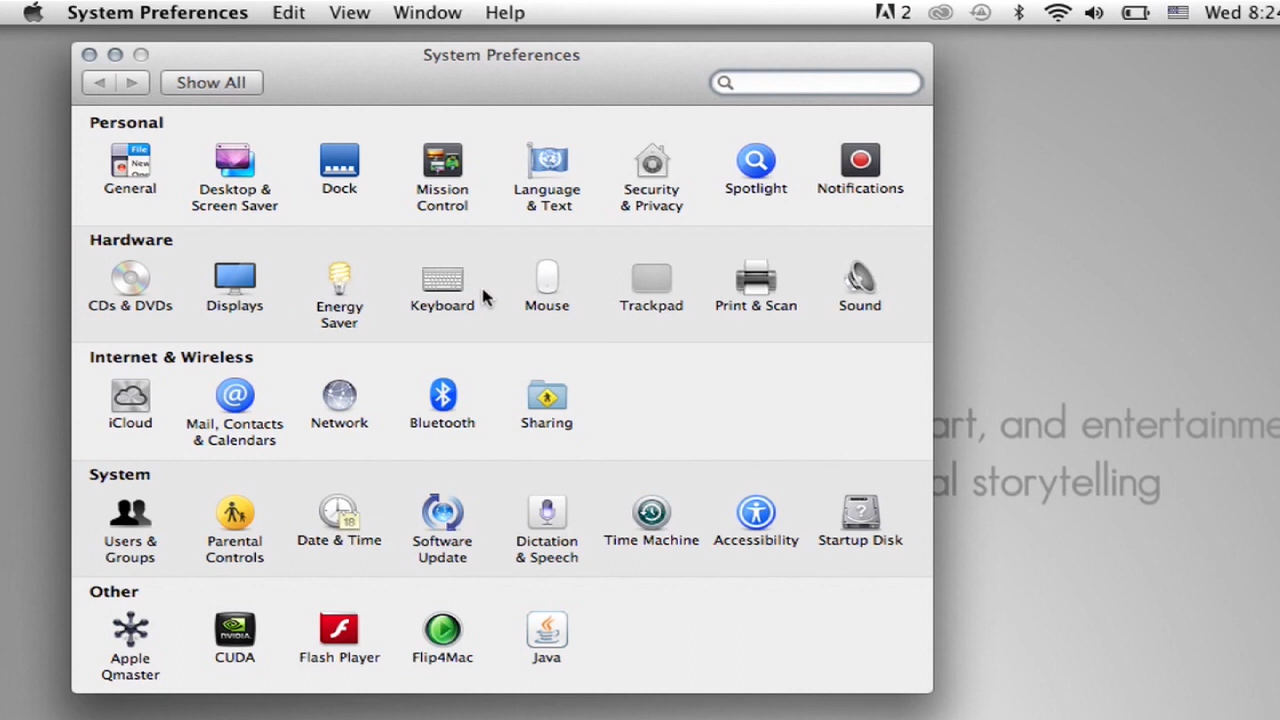 System Preferences Edit View Window Help 2 Wed 8:24
System Preferences
Show All
Personal
General
Desktop &
Screen Saver
Dock
Mission
Control
Language
& Text
Security
& Privacy
Spotlight
Notifications
Hardware
CDs & DVDs
Displays
Energy
Saver
Keyboard
Mouse
Trackpad
Print & Scan
Sound
Internet & Wireless
iCloud
Mail, Contacts
& Calendars
Network
Bluetooth
Sharing
art, and entertainme
al storytelling
System
Users &
Groups
Parental
Controls
Date & Time
Software
Update
Dictation
& Speech
Time Machine
Accessibility
Startup Disk
Other
Apple
Qmaster
CUDA
Flash Player
Flip4Mac
Java
File
New
18
NVIDIA